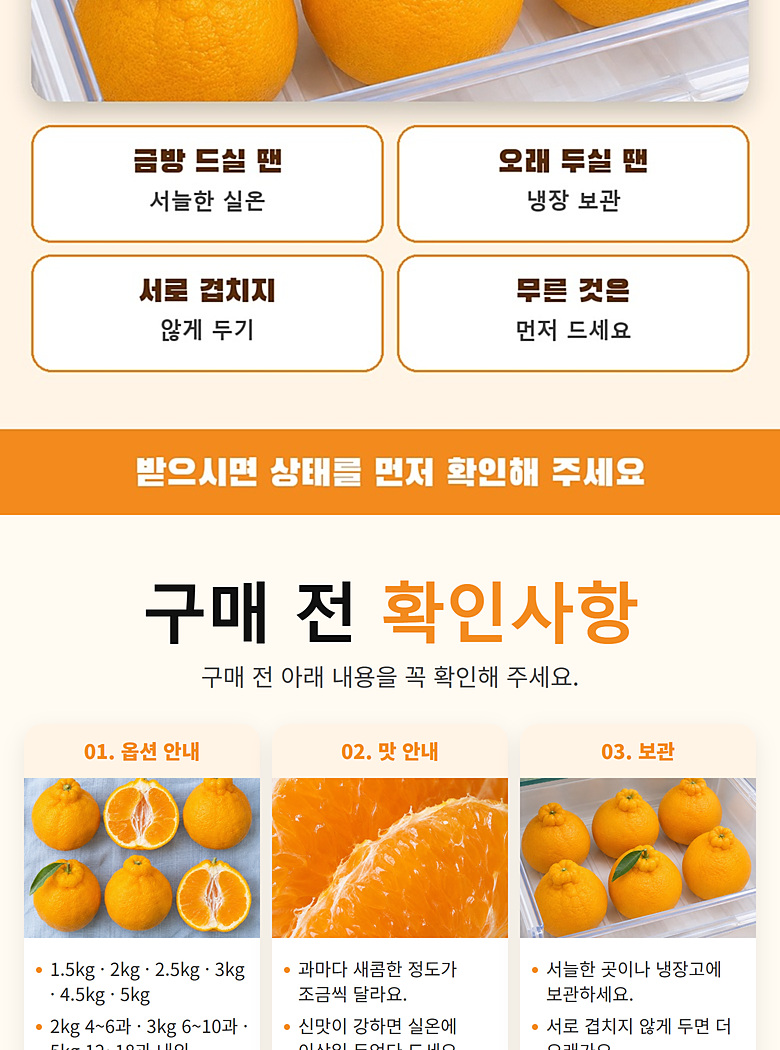 금방 드실 땐
서늘한 실온
오래 두실 땐
냉장 보관
서로 겹치지
않게 두기
무른 것은
먼저 드세요
받으시면 상태를 먼저 확인해 주세요
구매 전 확인사항
구매 전 아래 내용을 꼭 확인해 주세요.
01. 옵션 안내
• 1.5kg · 2kg · 2.5kg · 3kg
· 4.5kg · 5kg
• 2kg 4~6과 · 3kg 6~10과 ·
02. 맛 안내
• 과마다 새콤한 정도가
조금씩 달라요.
• 신맛이 강하면 실온에
03. 보관
• 서늘한 곳이나 냉장고에
보관하세요.
• 서로 겹치지 않게 두면 더